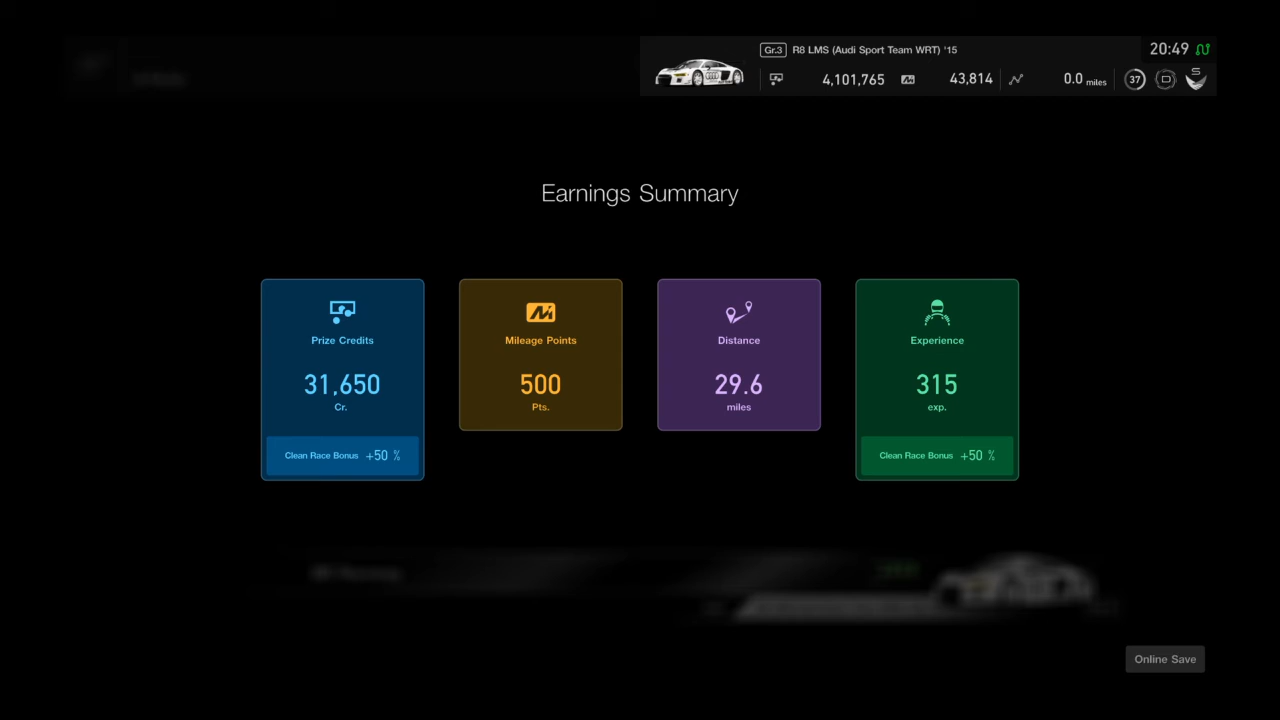 Gr.3 R8 LMS (Audi Sport Team WRT) '15
20:49
4,101,765 43,814 0.0 miles 37 D S
Earnings Summary
Prize Credits Mileage Points Distance Experience
31,650 500 29.6 315
Cr. Pts. miles exp.
Clean Race Bonus +50 % Clean Race Bonus +50 %
Online Save